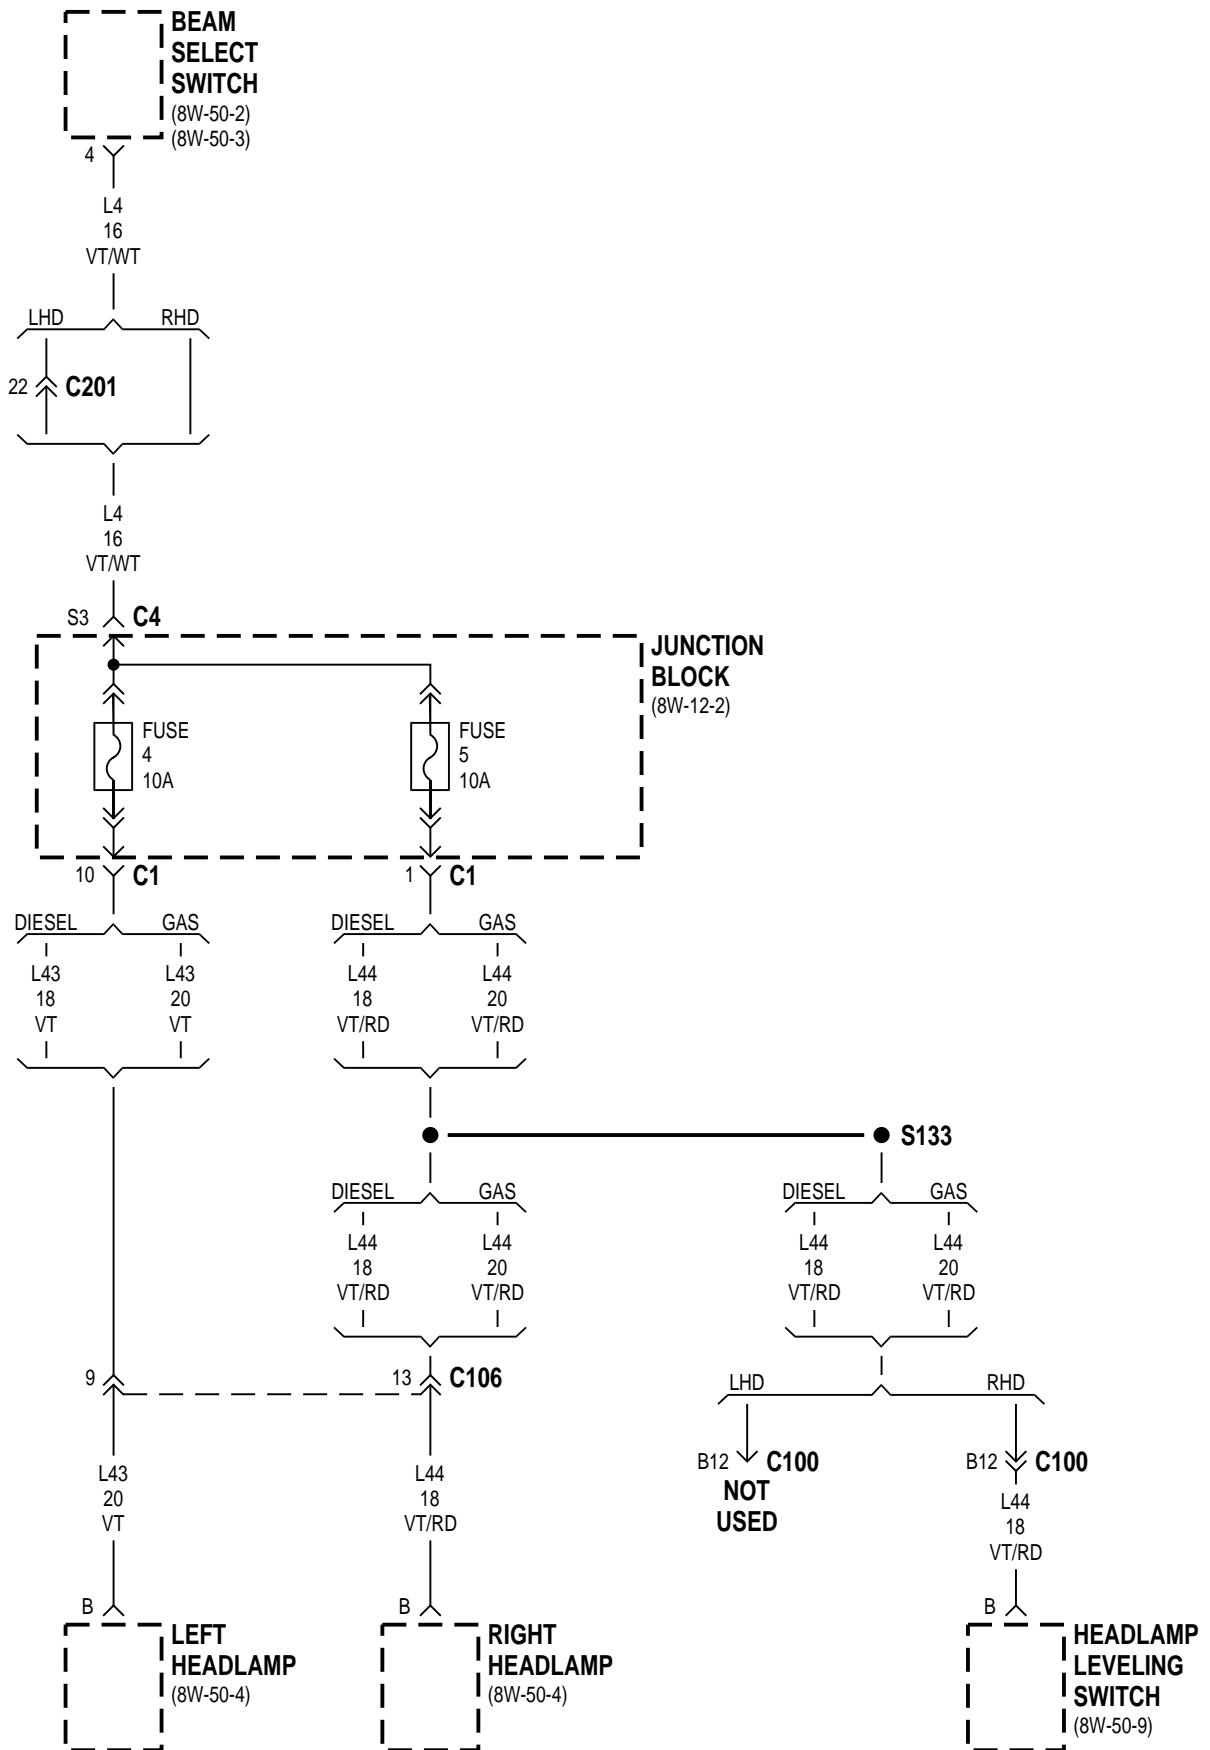 BEAM
SELECT
SWITCH
(8W-50-2)
(8W-50-3)
4
L4
16
VT/WT
LHD RHD
22 C201
L4
16
VT/WT
S3 C4
JUNCTION
BLOCK
(8W-12-2)
FUSE
4
10A
FUSE
5
10A
10 C1
1 C1
DIESEL GAS
L43
18
VT
L43
20
VT
DIESEL GAS
L44
18
VT/RD
L44
20
VT/RD
S133
DIESEL GAS
L44
18
VT/RD
L44
20
VT/RD
DIESEL GAS
L44
18
VT/RD
L44
20
VT/RD
9
13 C106
LHD RHD
B12 C100
NOT
USED
B12 C100
L44
18
VT/RD
L43
20
VT
L44
18
VT/RD
B
LEFT
HEADLAMP
(8W-50-4)
B
RIGHT
HEADLAMP
(8W-50-4)
B
HEADLAMP
LEVELING
SWITCH
(8W-50-9)